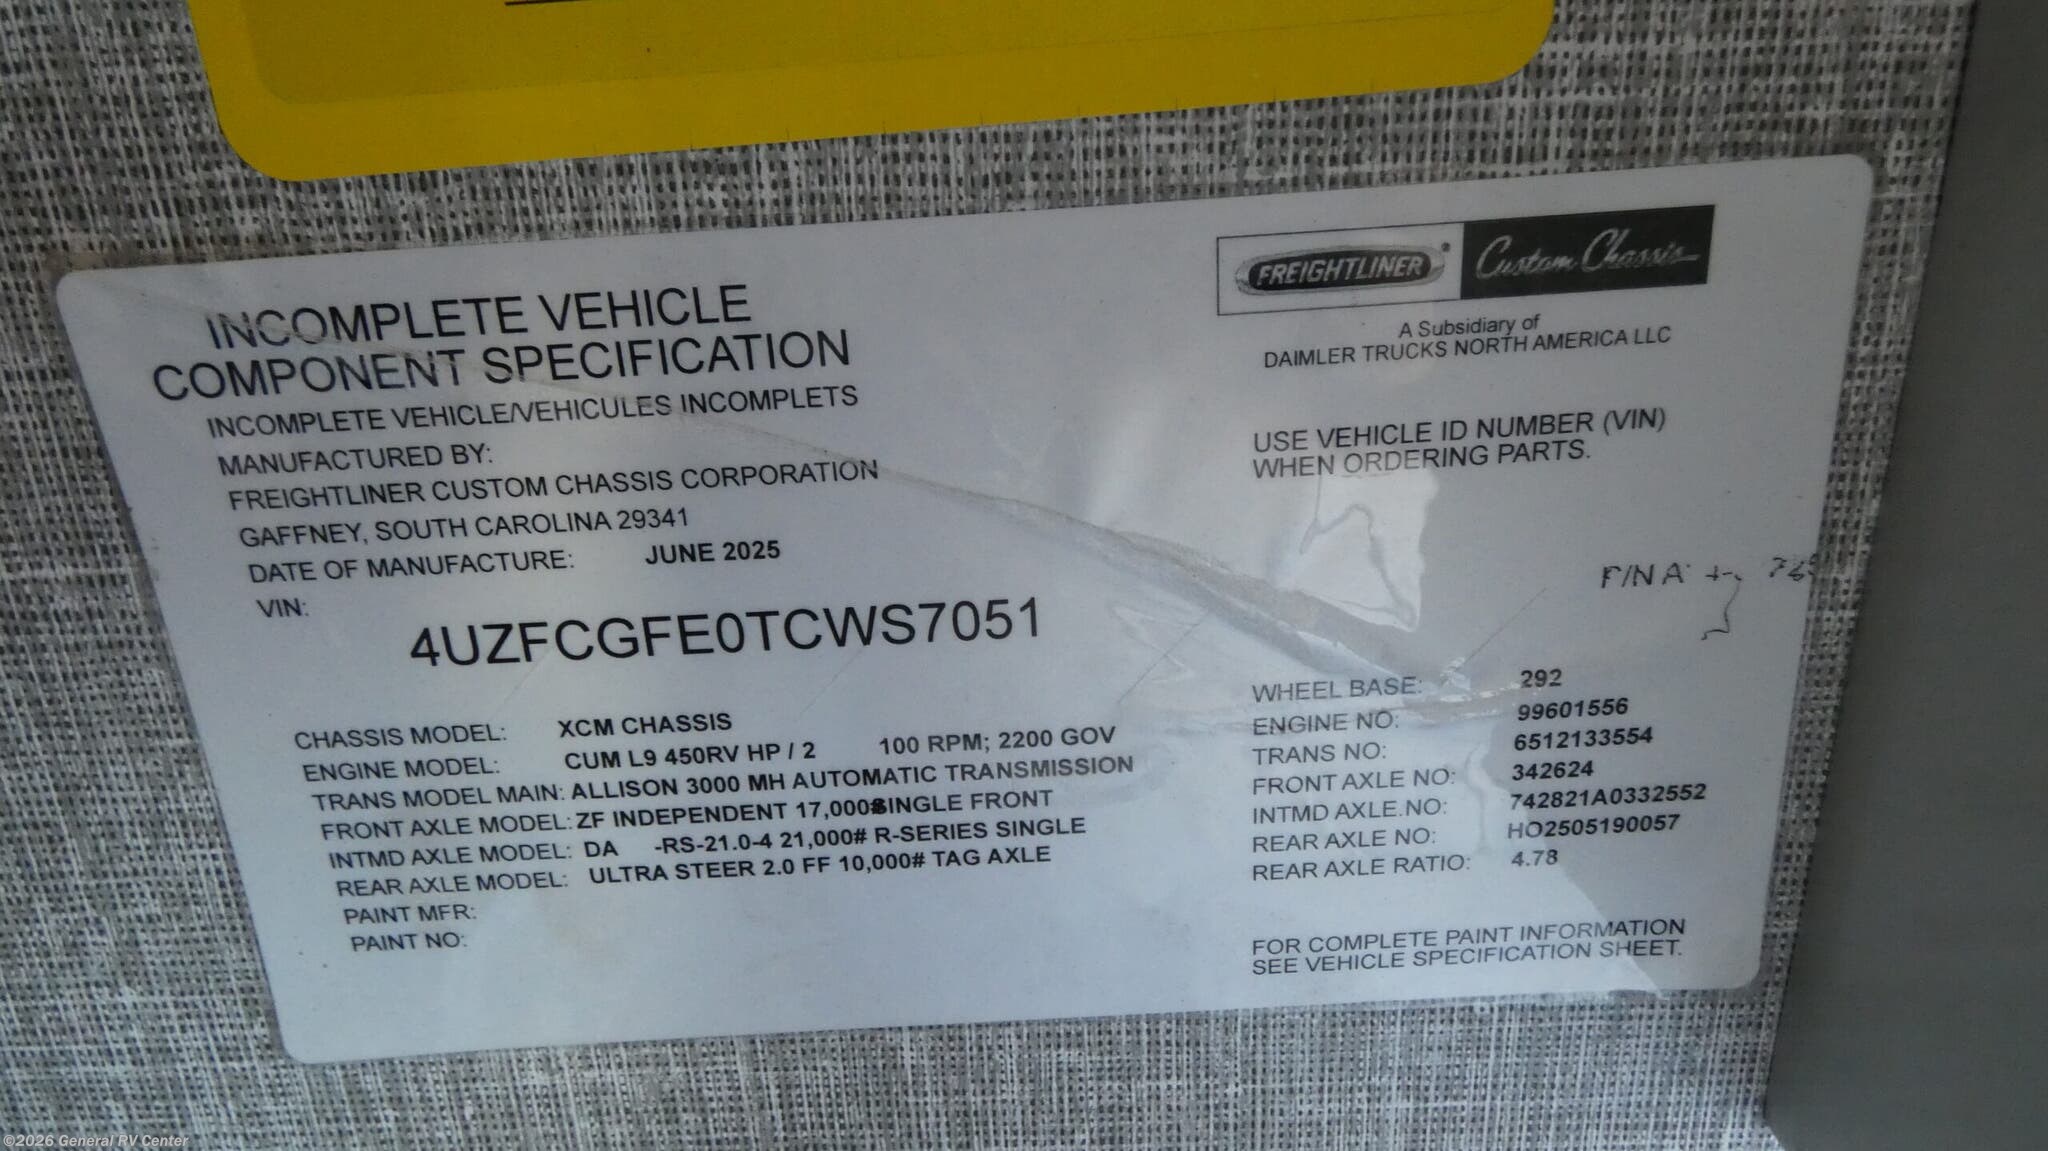 INCOMPLETE VEHICLE
COMPONENT SPECIFICATION
INCOMPLETE VEHICLE/VEHICULES INCOMPLETS
MANUFACTURED BY:
FREIGHTLINER CUSTOM CHASSIS CORPORATION
GAFFNEY, SOUTH CAROLINA 29341
DATE OF MANUFACTURE: JUNE 2025
VIN:
4UZFCGFE0TCWS7051
CHASSIS MODEL: XCM CHASSIS
ENGINE MODEL: CUM L9 450RV HP / 2 100 RPM; 2200 GOV
TRANS MODEL MAIN: ALLISON 3000 MH AUTOMATIC TRANSMISSION
FRONT AXLE MODEL: ZF INDEPENDENT 17,000# SINGLE FRONT
INTMD AXLE MODEL: DA -RS-21.0-4 21,000# R-SERIES SINGLE
REAR AXLE MODEL: ULTRA STEER 2.0 FF 10,000# TAG AXLE
PAINT MFR:
PAINT NO:
FREIGHTLINER® Custom Chassis
A Subsidiary of
DAIMLER TRUCKS NORTH AMERICA LLC
USE VEHICLE ID NUMBER (VIN)
WHEN ORDERING PARTS.
WHEEL BASE: 292
ENGINE NO: 99601556
TRANS NO: 6512133554
FRONT AXLE NO: 342624
INTMD AXLE.NO: 742821A0332552
REAR AXLE NO: HO2505190057
REAR AXLE RATIO: 4.78
FOR COMPLETE PAINT INFORMATION
SEE VEHICLE SPECIFICATION SHEET.
©2026 General RV Center